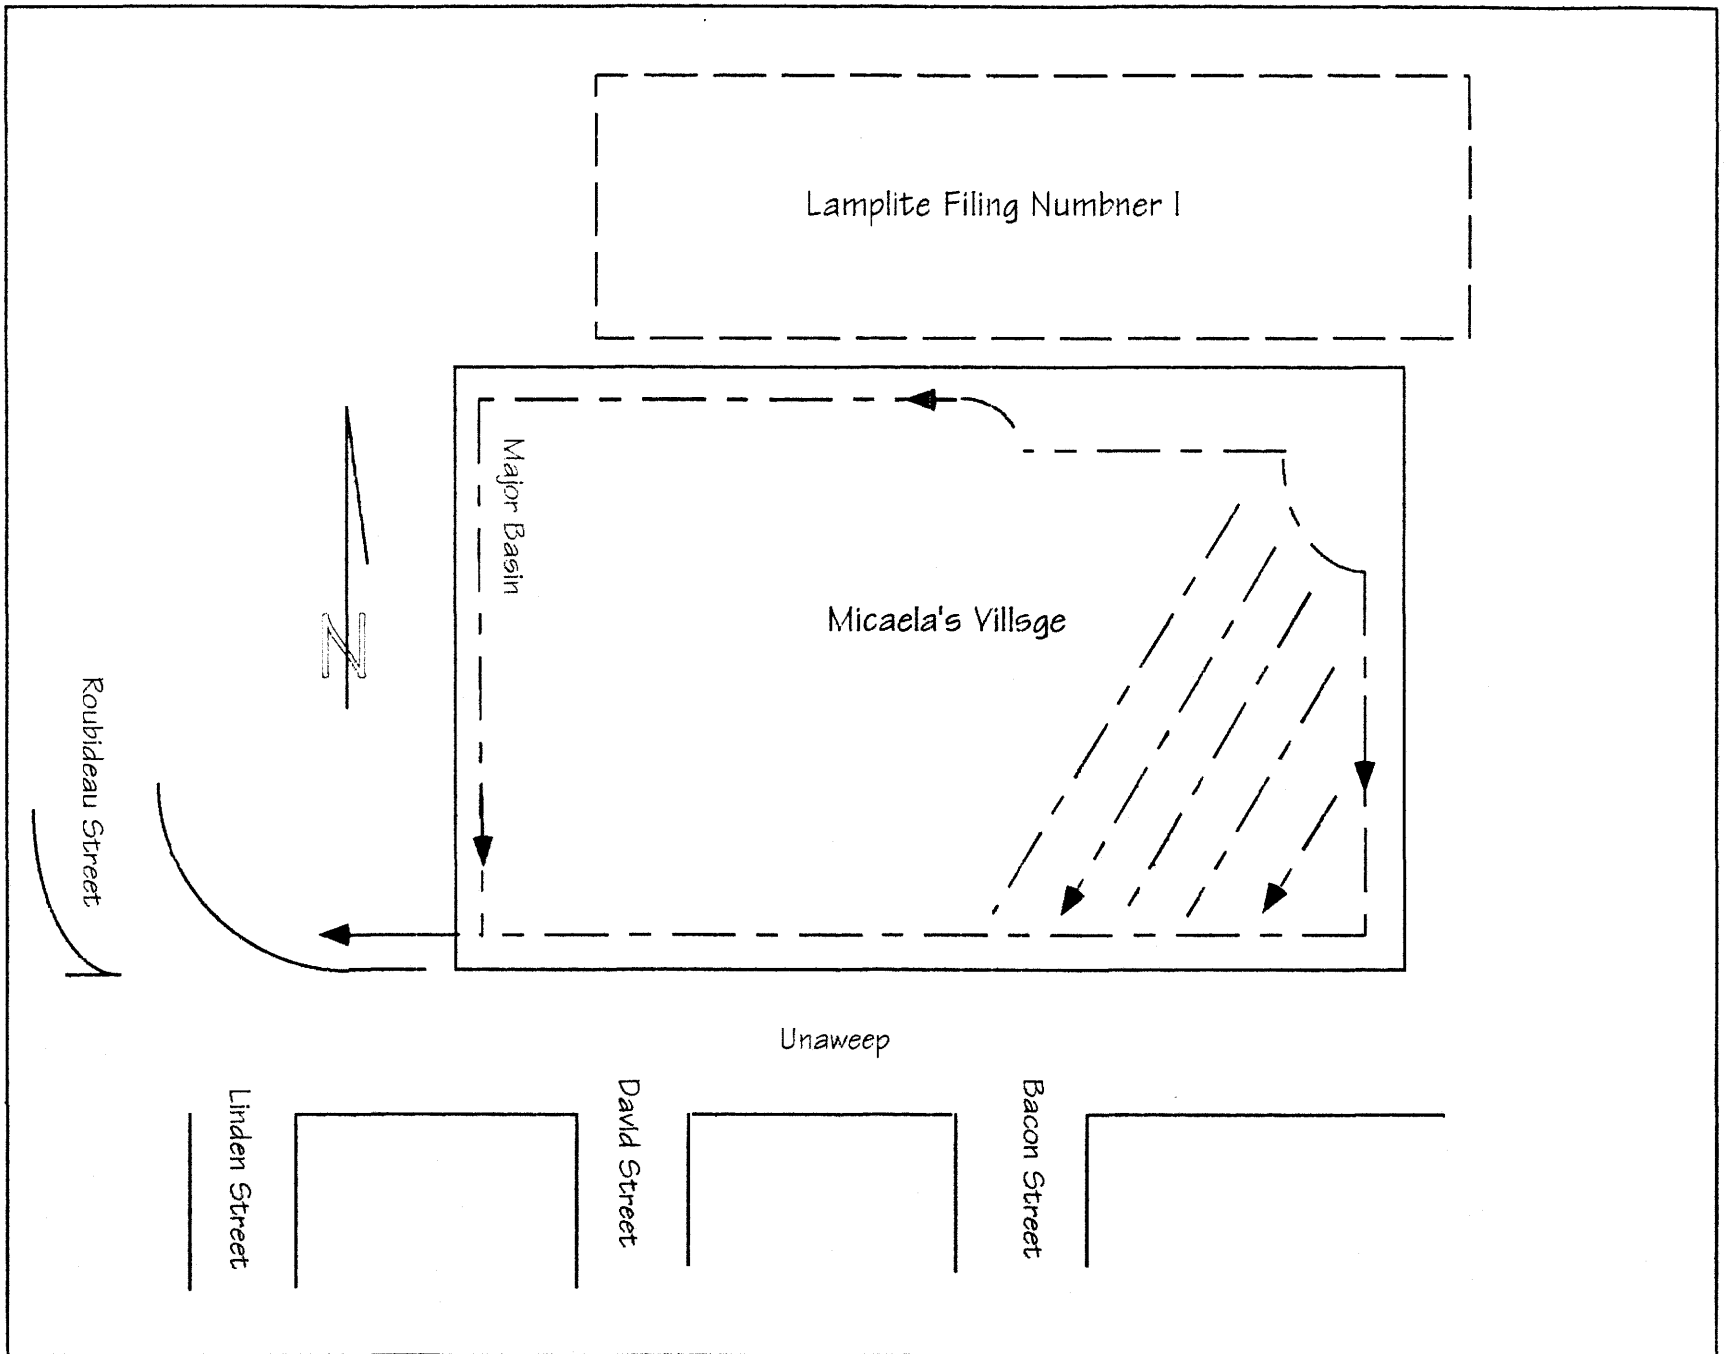 Lamplite Filing Numbner I
Major Basin
Micaela's Villsge
N
Roubideau Street
Unaweep
Linden Street
David Street
Bacon Street